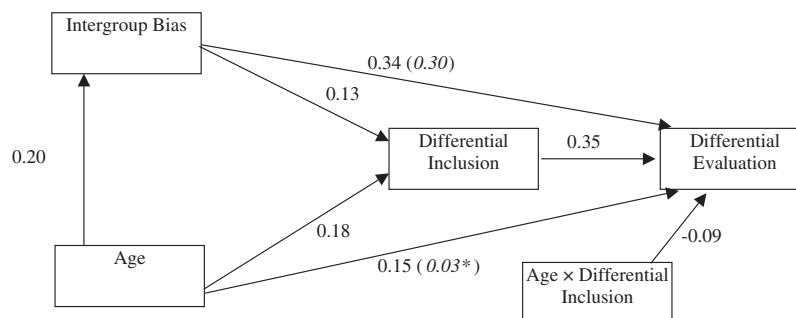 Intergroup Bias
0.34 (0.30)
0.13
Differential
Inclusion
0.35
Differential
Evaluation
0.20
0.18
Age
0.15 (0.03*)
-0.09
Age × Differential
Inclusion